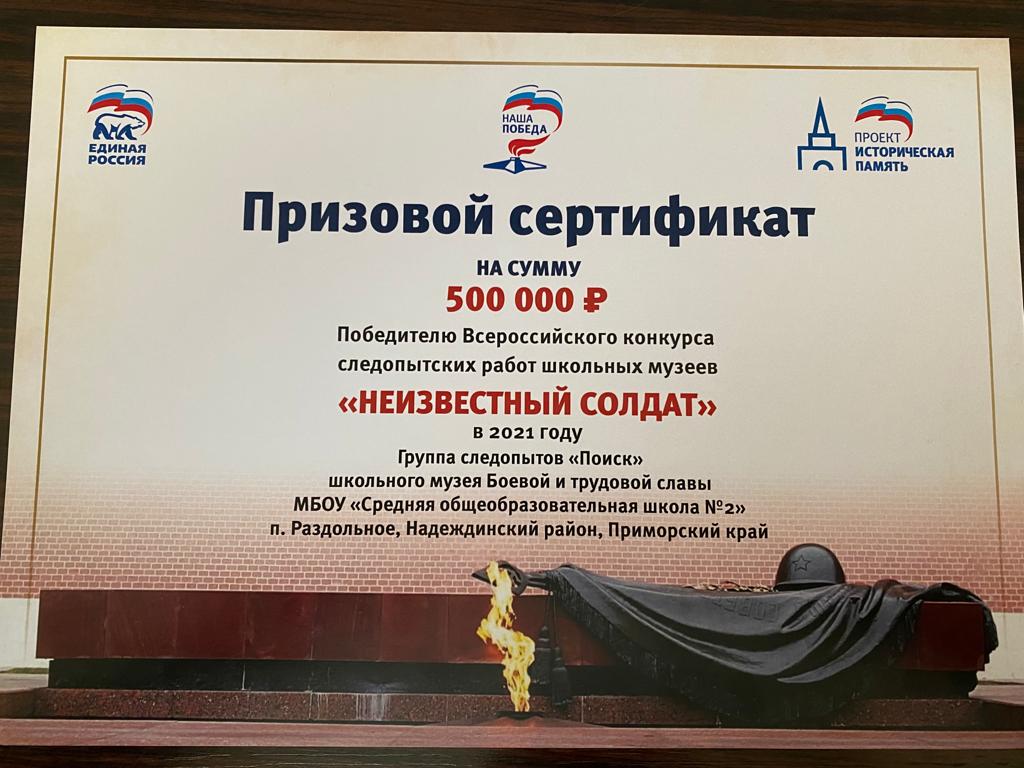 ЕДИНАЯ
РОССИЯ
НАША
ПОБЕДА
ПРОЕКТ
ИСТОРИЧЕСКАЯ
ПАМЯТЬ
Призовой сертификат
НА СУММУ
500 000 ₽
Победителю Всероссийского конкурса
следопытских работ школьных музеев
«НЕИЗВЕСТНЫЙ СОЛДАТ»
в 2021 году
Группа следопытов «Поиск»
школьного музея Боевой и трудовой славы
МБОУ «Средняя общеобразовательная школа №2»
п. Раздольное, Надеждинский район, Приморский край